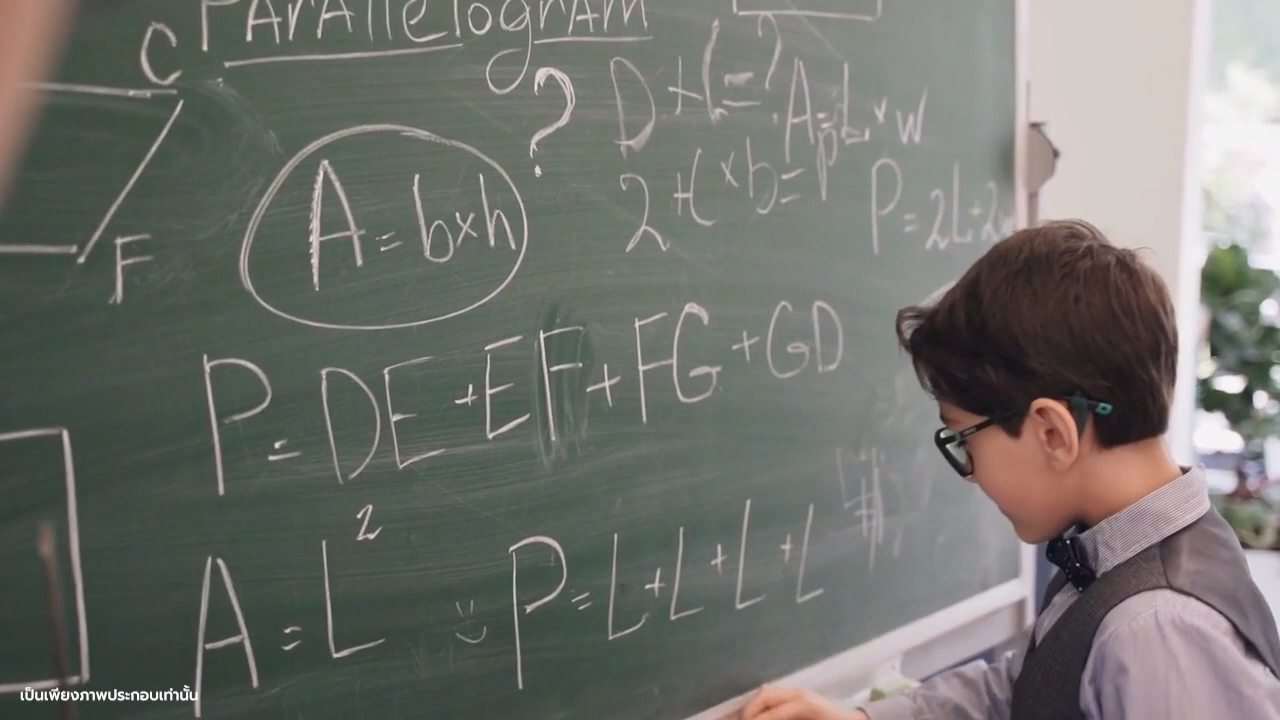 Parallelogram
C
? D + L = ?
A = L × w
A = b×h
2 + L × b = P
P = 2L + 2w
F
P = DE + EF + FG + GD
A = L²
P = L + L + L + L
เป็นเพียงภาพประกอบเท่านั้น